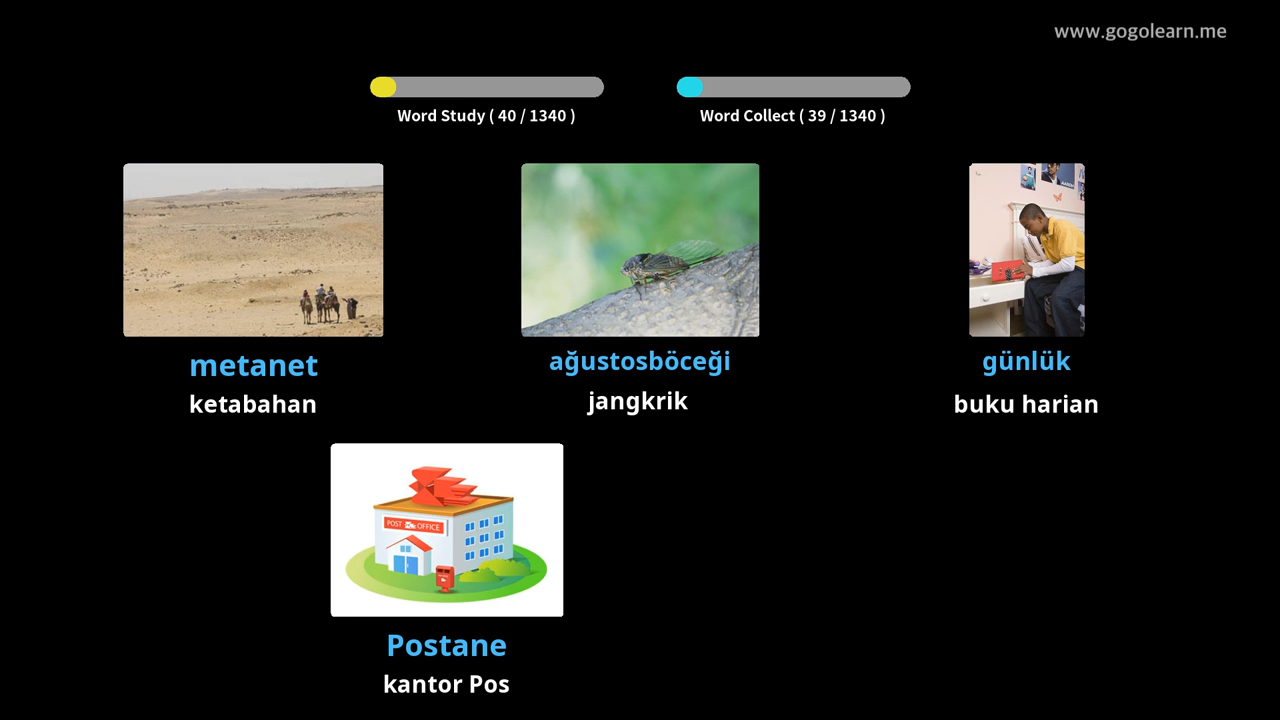 www.gogolearn.me
Word Study ( 40 / 1340 )
Word Collect ( 39 / 1340 )
metanet
ketabahan
ağustosböceği
jangkrik
günlük
buku harian
POST OFFICE
Postane
kantor Pos